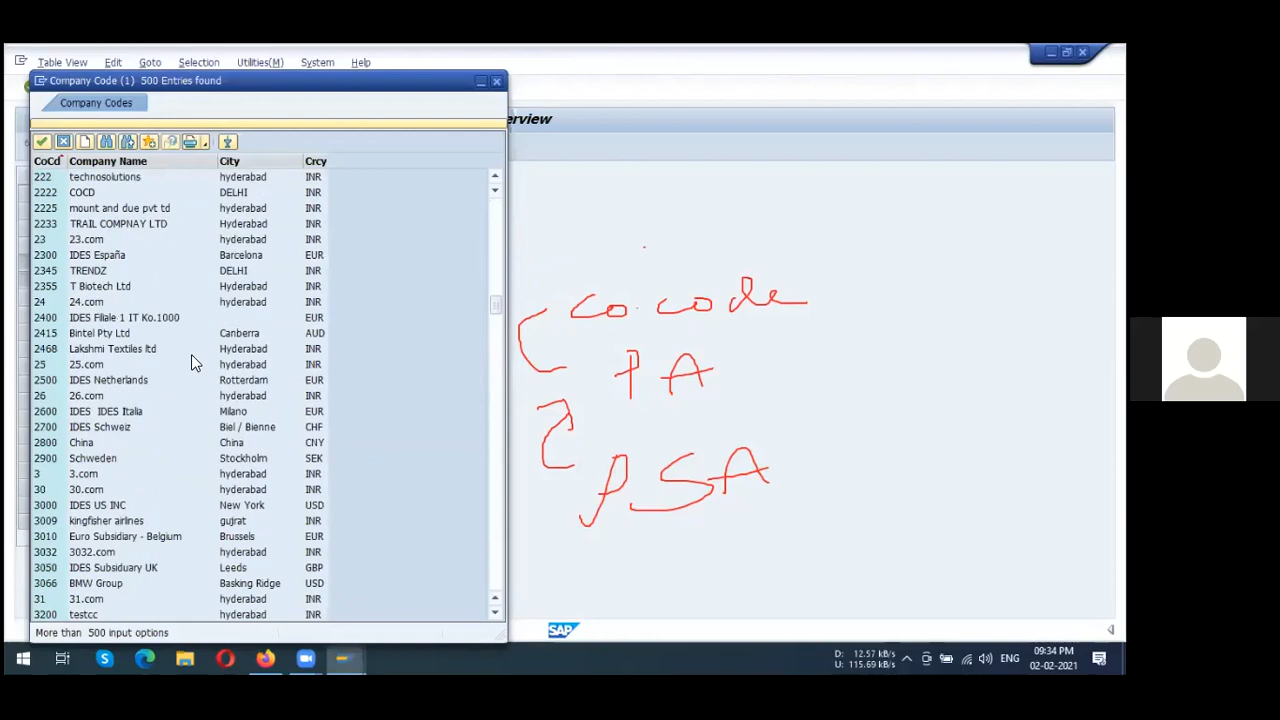 Table View Edit Goto Selection Utilities(M) System Help
Company Code (1) 500 Entries found
Company Codes
erview
CoCd Company Name City Crcy
222 technosolutions hyderabad INR
2222 COCD DELHI INR
2225 mount and due pvt td hyderabad INR
2233 TRAIL COMPNAY LTD Hyderabad INR
23 23.com hyderabad INR
2300 IDES España Barcelona EUR
2345 TRENDZ DELHI INR
2355 T Biotech Ltd Hyderabad INR
24 24.com hyderabad INR
2400 IDES Filiale 1 IT Ko.1000 EUR
2415 Bintel Pty Ltd Canberra AUD
2468 Lakshmi Textiles ltd Hyderabad INR
25 25.com hyderabad INR
2500 IDES Netherlands Rotterdam EUR
26 26.com hyderabad INR
2600 IDES IDES Italia Milano EUR
2700 IDES Schweiz Biel / Bienne CHF
2800 China China CNY
2900 Schweden Stockholm SEK
3 3.com hyderabad INR
30 30.com hyderabad INR
3000 IDES US INC New York USD
3009 kingfisher airlines gujrat INR
3010 Euro Subsidiary - Belgium Brussels EUR
3032 3032.com hyderabad INR
3050 IDES Subsiduary UK Leeds GBP
3066 BMW Group Basking Ridge USD
31 31.com hyderabad INR
3200 testcc hyderabad INR
More than 500 input options
Co code
PA
PSA
SAP
D: 12.57 kB/s
U: 115.69 kB/s
ENG
09:34 PM
02-02-2021